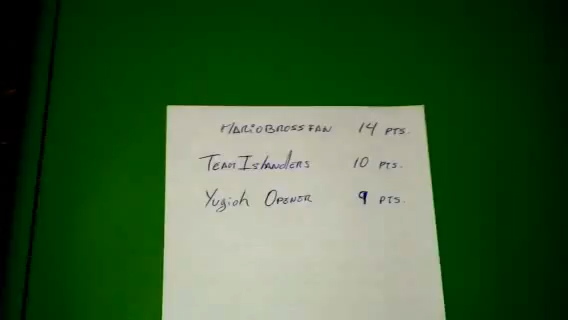 MARIOBROSSFAN 14 PTS.
TEAMISLANDERS 10 PTS.
Yugioh OPENER 9 PTS.